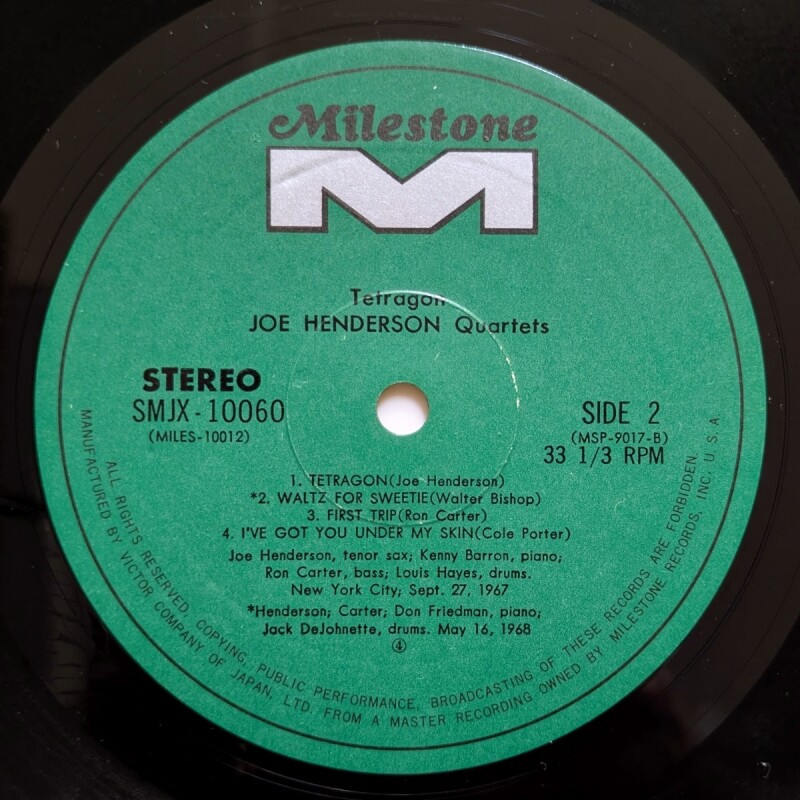 Milestone
M
Tetragon
JOE HENDERSON Quartets
STEREO
SMJX-10060
(MILES-10012)
SIDE 2
(MSP-9017-B)
33 1/3 RPM
1. TETRAGON(Joe Henderson)
*2. WALTZ FOR SWEETIE(Walter Bishop)
3. FIRST TRIP(Ron Carter)
4. I'VE GOT YOU UNDER MY SKIN(Cole Porter)
Joe Henderson, tenor sax; Kenny Barron, piano;
Ron Carter, bass; Louis Hayes, drums.
New York City; Sept. 27, 1967
*Henderson; Carter; Don Friedman, piano;
Jack DeJohnette, drums. May 16, 1968
④
ALL RIGHTS RESERVED. COPYING, PUBLIC PERFORMANCE, BROADCASTING OF THESE RECORDS ARE FORBIDDEN.
MANUFACTURED BY VICTOR COMPANY OF JAPAN, LTD. FROM A MASTER RECORDING OWNED BY MILESTONE RECORDS, INC., U.S.A.